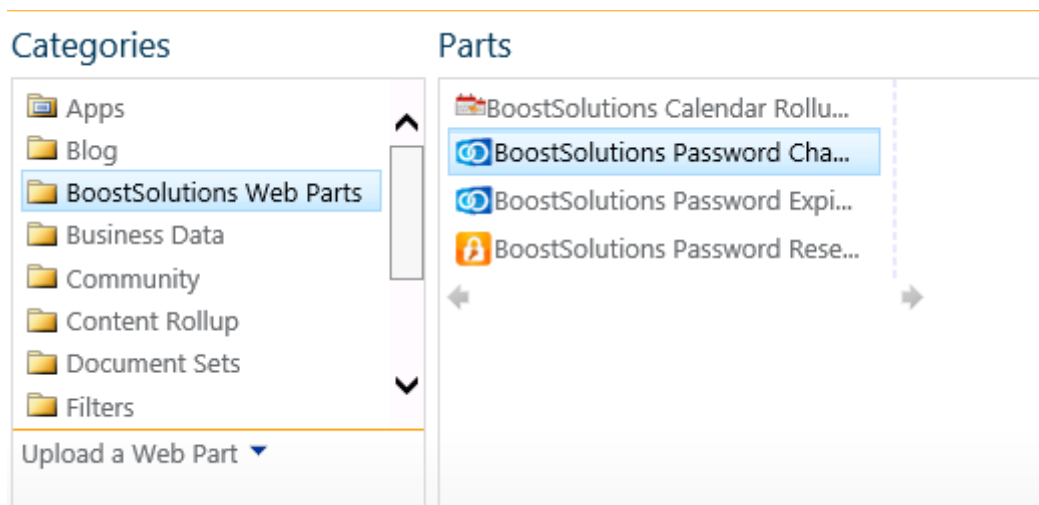 Categories
Apps
Blog
BoostSolutions Web Parts
Business Data
Community
Content Rollup
Document Sets
Filters
Upload a Web Part
Parts
BoostSolutions Calendar Rollu...
BoostSolutions Password Cha...
BoostSolutions Password Expi...
BoostSolutions Password Rese...